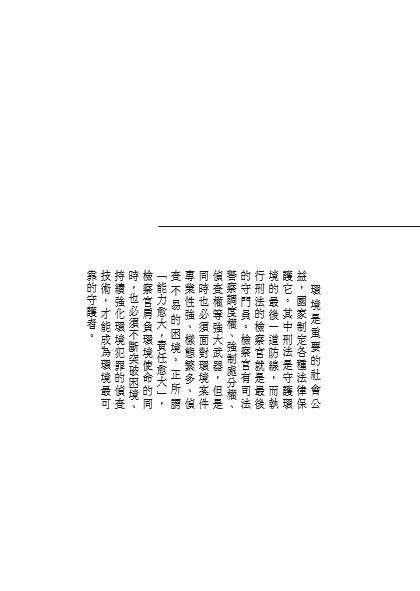 環境是重要的社會公
益，國家制定各種法律保
護它。其中刑法是守護環
境的最後一道防線，而執
行刑法的檢察官就是最後
的守門員。檢察官有司法
警察調度權、強制處分權、
偵查權等強大武器，但是
同時也必須面對環境案件
專業性強、樣態繁多、偵
查不易的困境。正所謂
「能力愈大，責任愈大」，
檢察官肩負環境使命的同
時，也必須不斷突破困境、
持續強化環境犯罪的偵查
技術，才能成為環境最可
靠的守護者。